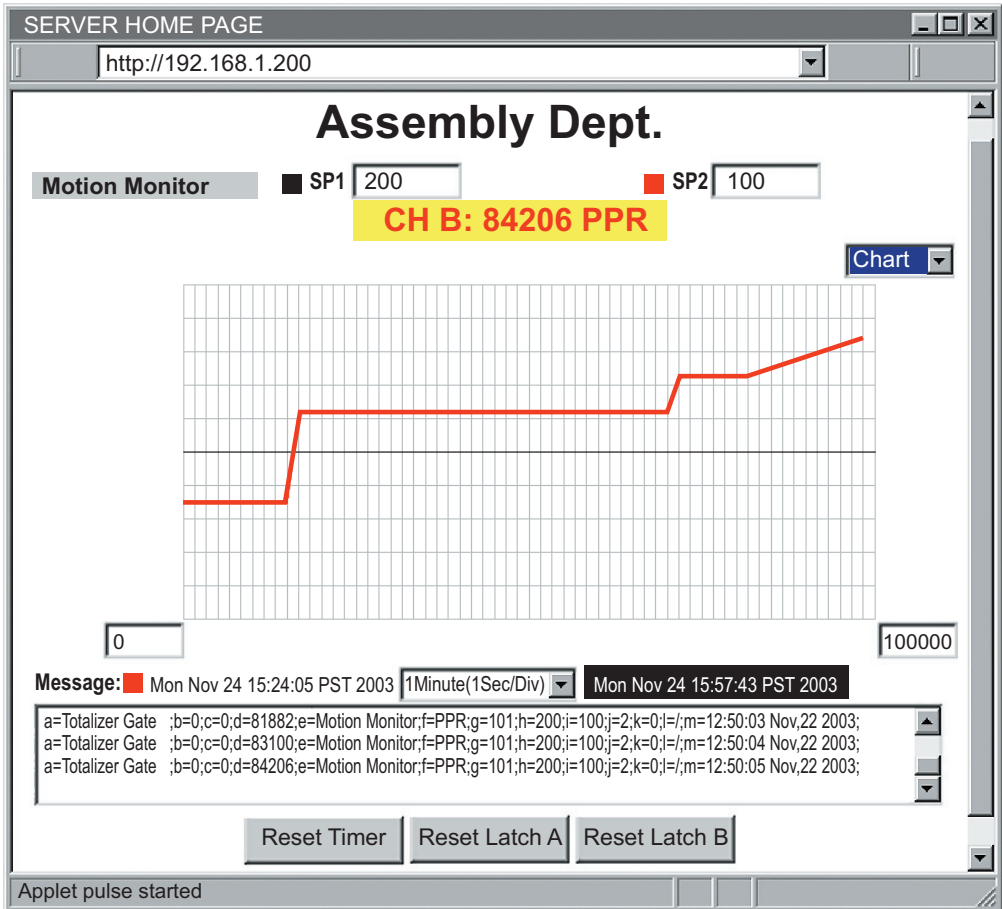 SERVER HOME PAGE
http://192.168.1.200
Assembly Dept.
Motion Monitor SP1 200 SP2 100
CH B: 84206 PPR
Chart
0 100000
Message: Mon Nov 24 15:24:05 PST 2003 1Minute(1Sec/Div) Mon Nov 24 15:57:43 PST 2003
a=Totalizer Gate ;b=0;c=0;d=81882;e=Motion Monitor;f=PPR;g=101;h=200;i=100;j=2;k=0;l=/;m=12:50:03 Nov,22 2003;
a=Totalizer Gate ;b=0;c=0;d=83100;e=Motion Monitor;f=PPR;g=101;h=200;i=100;j=2;k=0;l=/;m=12:50:04 Nov,22 2003;
a=Totalizer Gate ;b=0;c=0;d=84206;e=Motion Monitor;f=PPR;g=101;h=200;i=100;j=2;k=0;l=/;m=12:50:05 Nov,22 2003;
Reset Timer Reset Latch A Reset Latch B
Applet pulse started